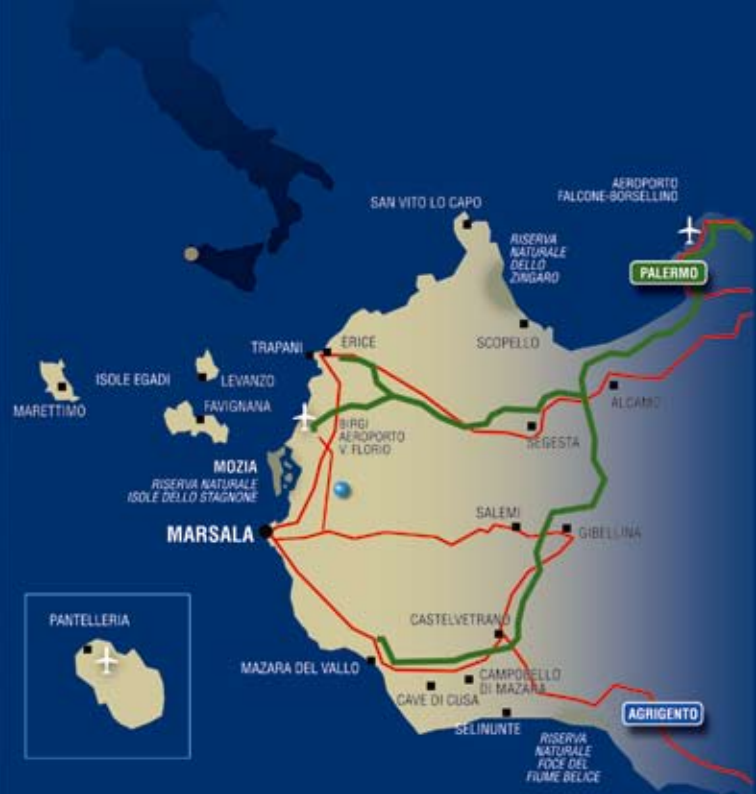 AEROPORTO
FALCONE-BORSELLINO
SAN VITO LO CAPO
RISERVA
NATURALE
DELLO
ZINGARO
PALERMO
TRAPANI
ERICE
SCOPELLO
ISOLE EGADI
LEVANZO
MARETTIMO
FAVIGNANA
ALCAMO
BIRGI
AEROPORTO
V. FLORIO
SEGESTA
MOZIA
RISERVA NATURALE
ISOLE DELLO STAGNONE
SALEMI
MARSALA
GIBELLINA
PANTELLERIA
CASTELVETRANO
MAZARA DEL VALLO
CAMPOBELLO
DI MAZARA
CAVE DI CUSA
SELINUNTE
AGRIGENTO
RISERVA
NATURALE
FOCE DEL
FIUME BELICE